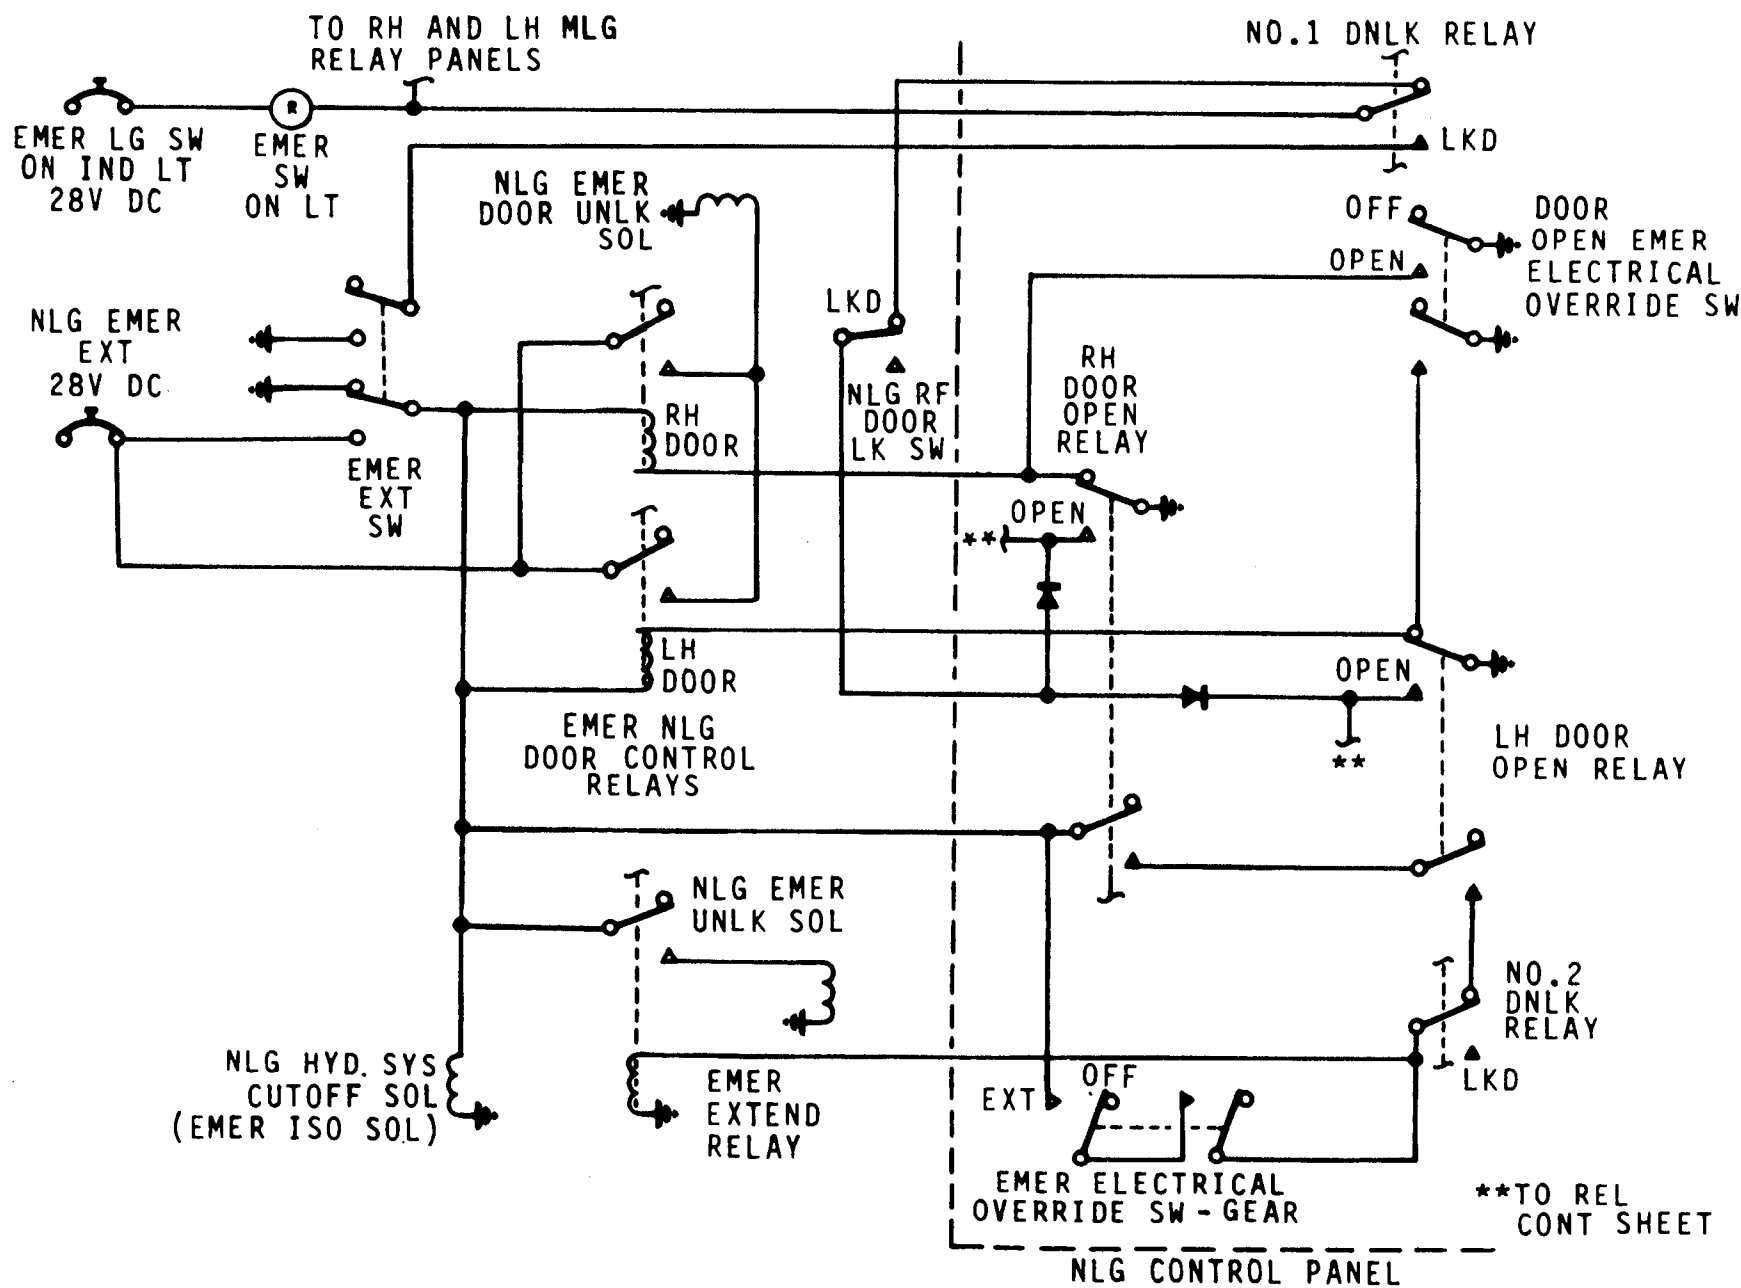 TO RH AND LH MLG
RELAY PANELS
NO.1 DNLK RELAY
R
EMER LG SW
ON IND LT
28V DC
EMER
SW
ON LT
LKD
NLG EMER
DOOR UNLK
SOL
OFF
DOOR
OPEN EMER
ELECTRICAL
OVERRIDE SW
OPEN
LKD
NLG EMER
EXT
28V DC
RH
DOOR
OPEN
RELAY
NLG RF
DOOR
LK SW
RH
DOOR
EMER
EXT
SW
OPEN
**
LH
DOOR
OPEN
EMER NLG
DOOR CONTROL
RELAYS
LH DOOR
OPEN RELAY
**
NLG EMER
UNLK SOL
NO.2
DNLK
RELAY
NLG HYD. SYS
CUTOFF SOL
(EMER ISO SOL)
EMER
EXTEND
RELAY
EXT
OFF
LKD
EMER ELECTRICAL
OVERRIDE SW-GEAR
**TO REL
CONT SHEET
NLG CONTROL PANEL